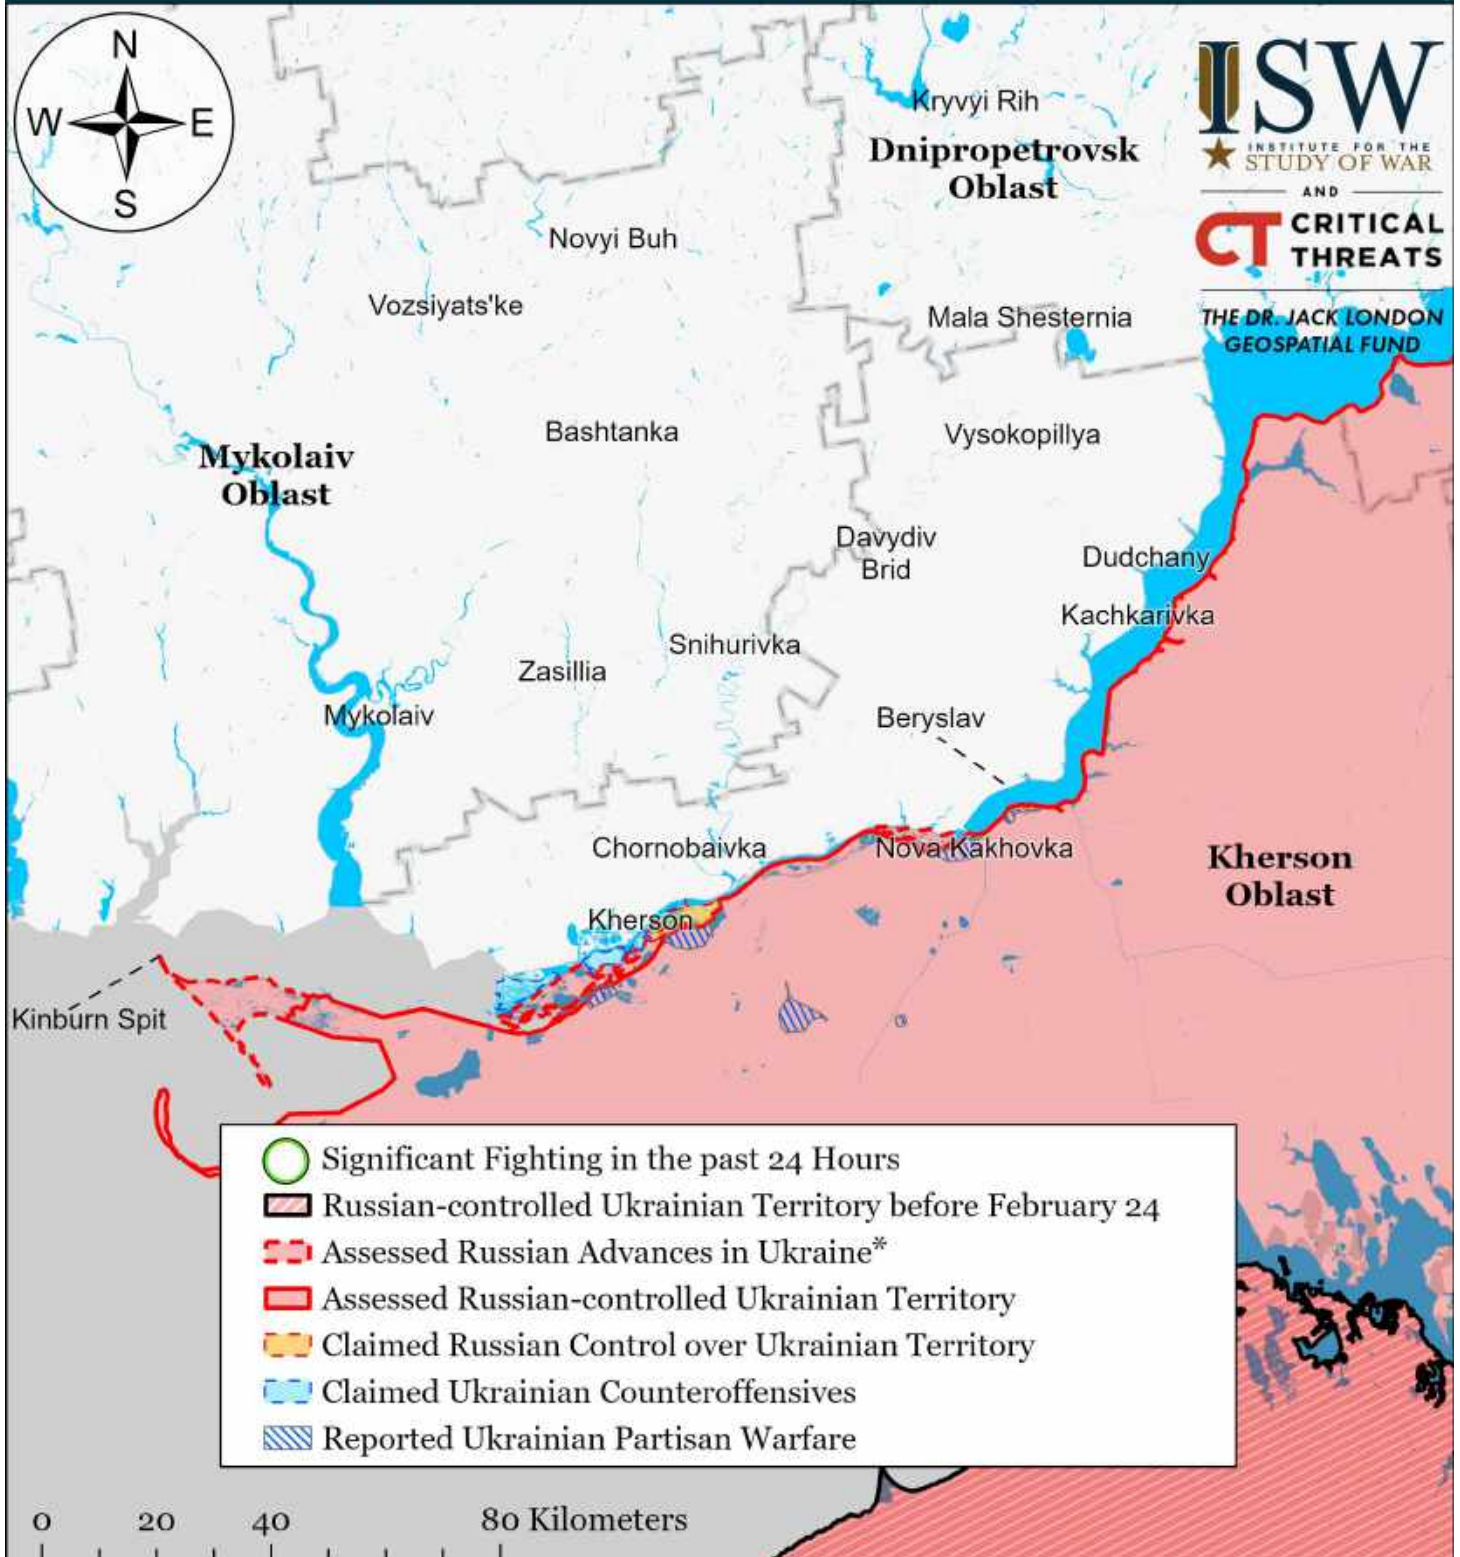 N
W E
S
ISW
INSTITUTE FOR THE
STUDY OF WAR
AND
CT CRITICAL
THREATS
THE DR. JACK LONDON
GEOSPATIAL FUND
Kryvyi Rih
Dnipropetrovsk
Oblast
Novyi Buh
Vozsiyats'ke
Mala Shesternia
Bashtanka
Vysokopillya
Mykolaiv
Oblast
Davydiv
Brid
Dudchany
Kachkarivka
Snihurivka
Zasillia
Mykolaiv
Beryslav
Chornobaivka
Nova Kakhovka
Kherson
Oblast
Kherson
Kinburn Spit
Significant Fighting in the past 24 Hours
Russian-controlled Ukrainian Territory before February 24
Assessed Russian Advances in Ukraine*
Assessed Russian-controlled Ukrainian Territory
Claimed Russian Control over Ukrainian Territory
Claimed Ukrainian Counteroffensives
Reported Ukrainian Partisan Warfare
0 20 40 80 Kilometers